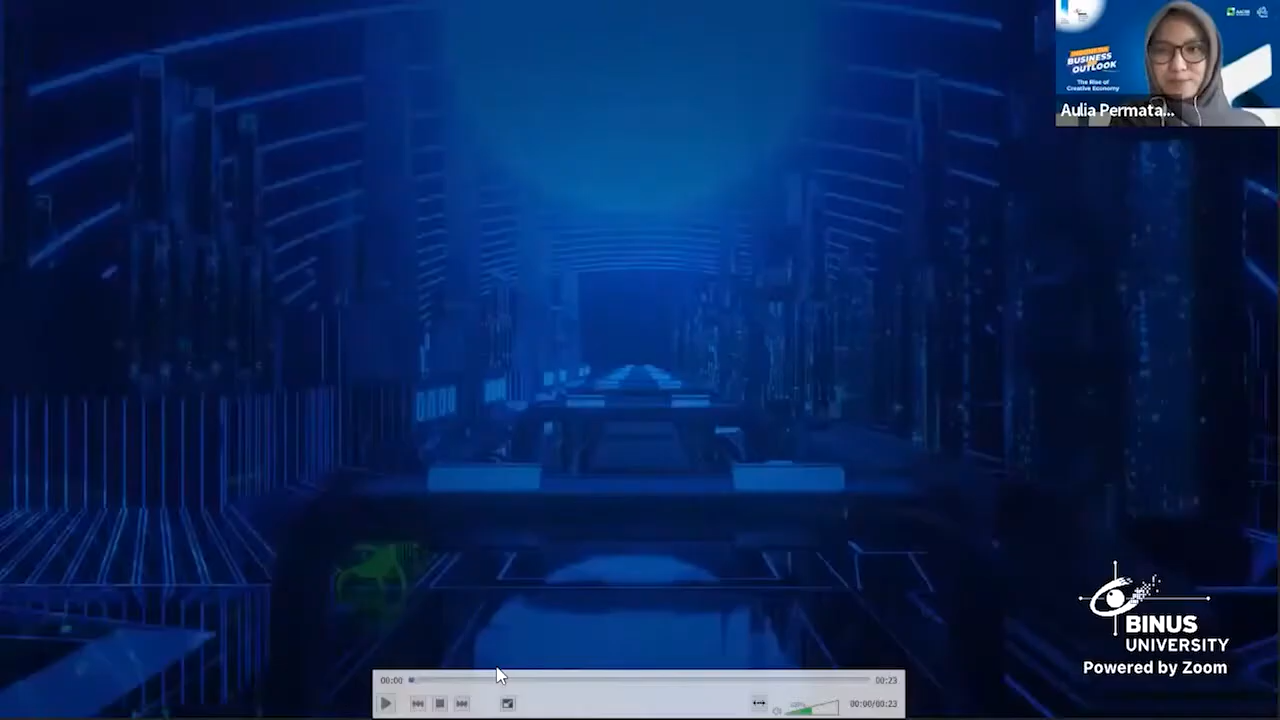 BUSINESS
OUTLOOK
The Rise of
Creative Economy
Aulia Permata...
BINUS
UNIVERSITY
Powered by Zoom
00:00
00:23
00:00/00:23